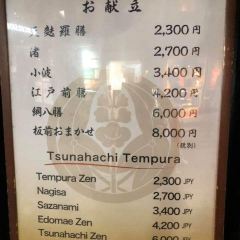 お献立
天麩羅膳 2,300円
渚 2,700円
小波 3,400円
江戸前膳 4,200円
綱八膳 6,000円
板前おまかせ 8,000円
(税別)
Tsunahachi Tempura
Tempura Zen 2,300 JPY
Nagisa 2,700 JPY
Sazanami 3,400 JPY
Edomae Zen 4,200 JPY
Tsunahachi Zen 6,000 JPY